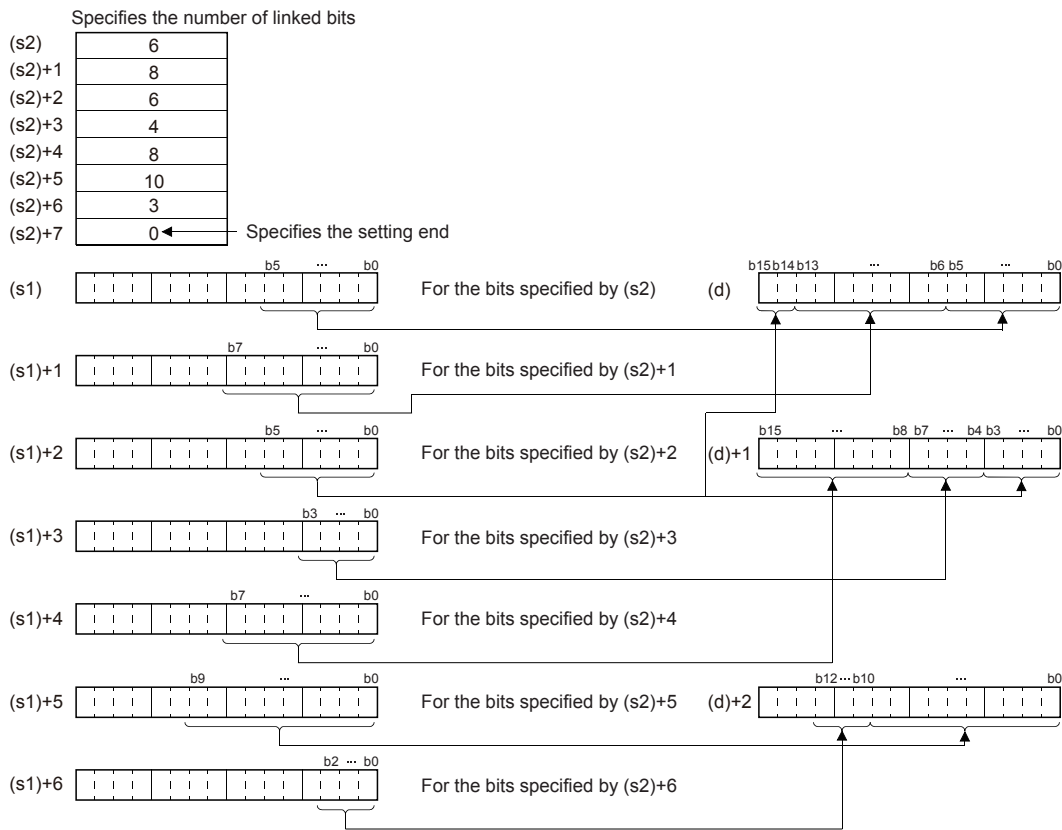 Specifies the number of linked bits
(s2) 6
(s2)+1 8
(s2)+2 6
(s2)+3 4
(s2)+4 8
(s2)+5 10
(s2)+6 3
(s2)+7 0 Specifies the setting end
b5 ... b0 b15 b14 b13 ... b6 b5 ... b0
(s1) For the bits specified by (s2) (d)
b7 ... b0
(s1)+1 For the bits specified by (s2)+1
b5 ... b0 b15 ... b8 b7 ... b4 b3 ... b0
(s1)+2 For the bits specified by (s2)+2 (d)+1
b3 ... b0
(s1)+3 For the bits specified by (s2)+3
b7 ... b0
(s1)+4 For the bits specified by (s2)+4
b9 ... b0 b12 ... b10 ... b0
(s1)+5 For the bits specified by (s2)+5 (d)+2
b2 ... b0
(s1)+6 For the bits specified by (s2)+6